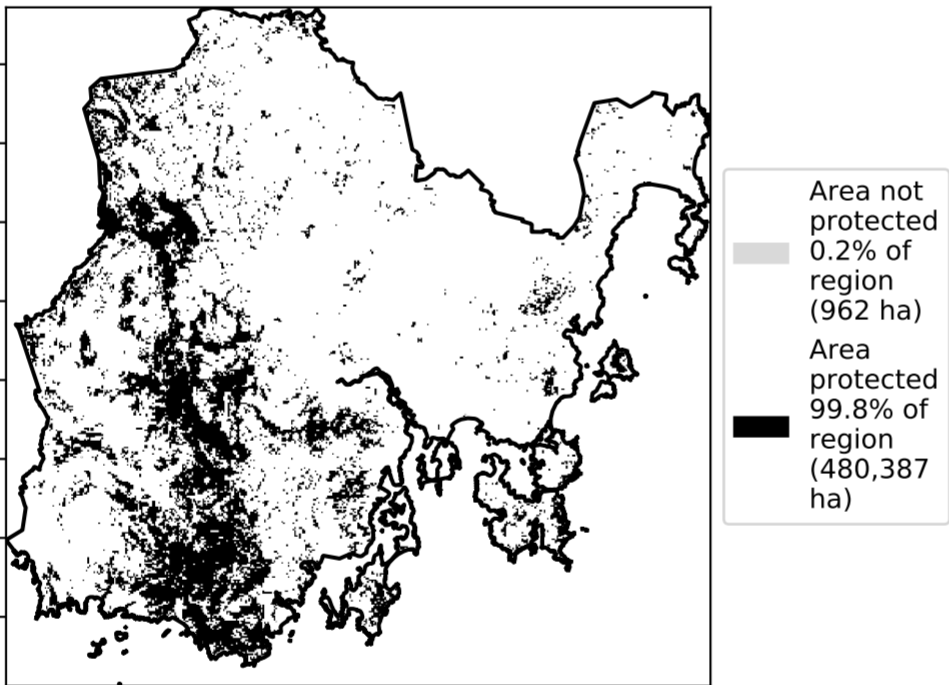 Area not
protected
0.2% of
region
(962 ha)
Area
protected
99.8% of
region
(480,387
ha)